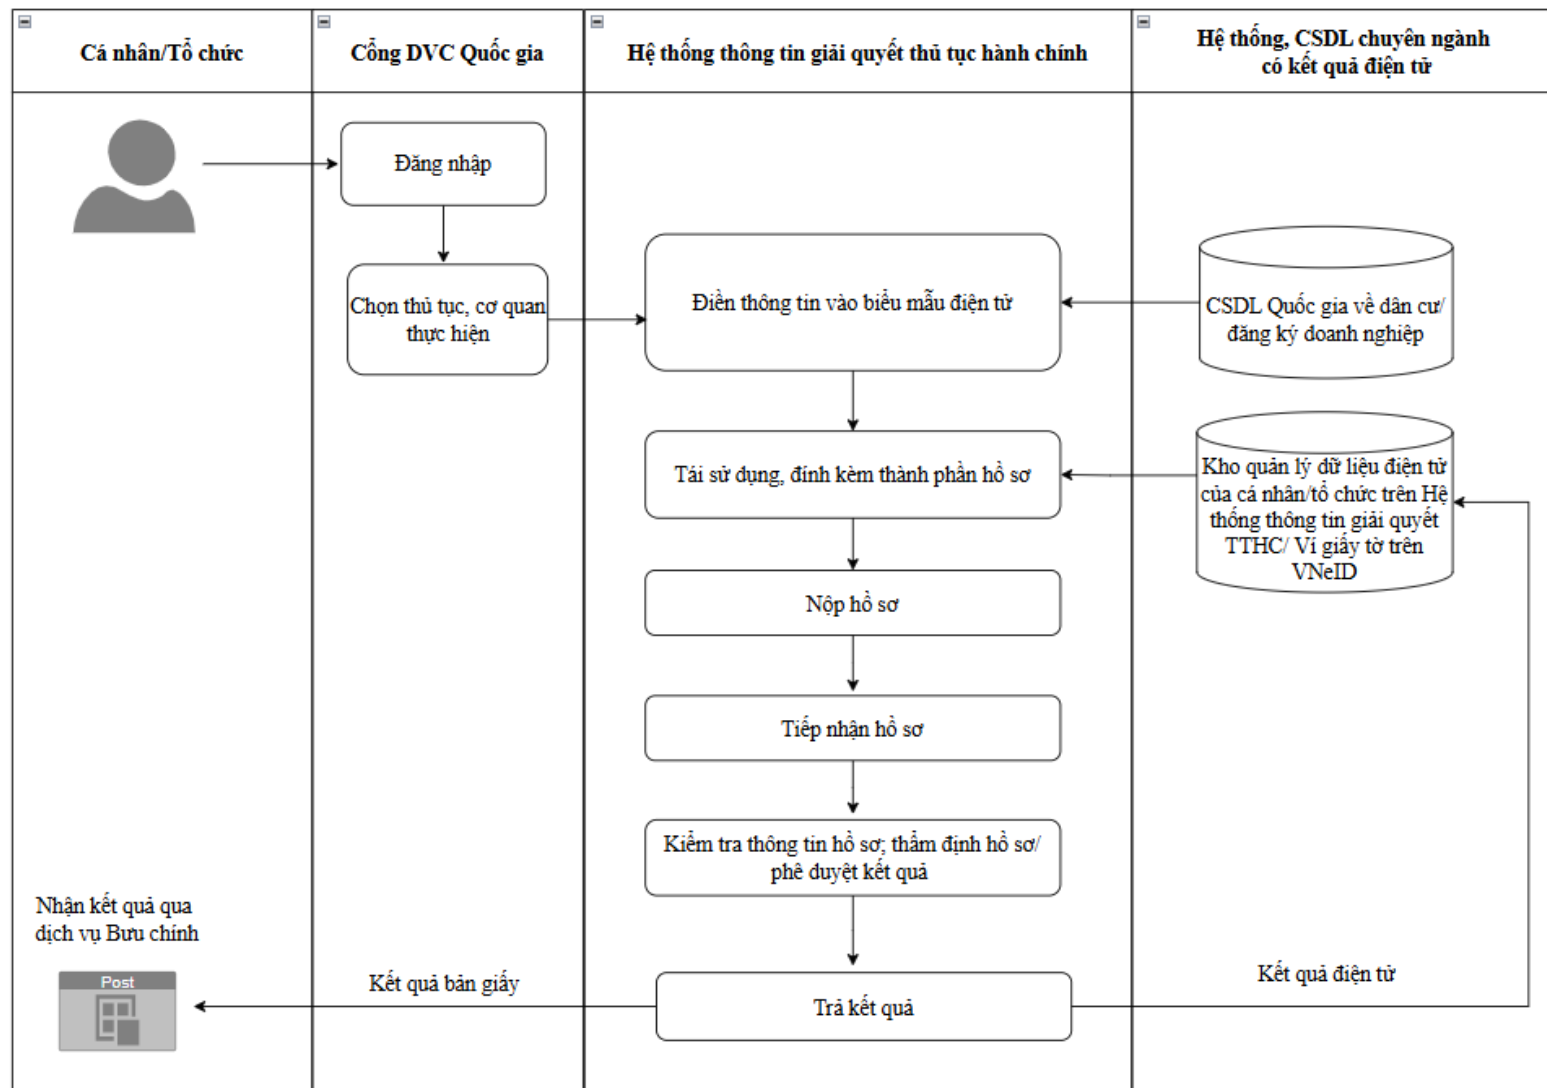 Cá nhân/Tổ chức
Cổng DVC Quốc gia
Hệ thống thông tin giải quyết thủ tục hành chính
Hệ thống, CSDL chuyên ngành
có kết quả điện tử
Đăng nhập
Chọn thủ tục, cơ quan
thực hiện
Điền thông tin vào biểu mẫu điện tử
CSDL Quốc gia về dân cư/
đăng ký doanh nghiệp
Tái sử dụng, đính kèm thành phần hồ sơ
Kho quản lý dữ liệu điện tử
của cá nhân/tổ chức trên Hệ
thống thông tin giải quyết
TTHC/ Ví giấy tờ trên
VNeID
Nộp hồ sơ
Tiếp nhận hồ sơ
Kiểm tra thông tin hồ sơ; thẩm định hồ sơ/
phê duyệt kết quả
Nhận kết quả qua
dịch vụ Bưu chính
Post
Kết quả bản giấy
Trả kết quả
Kết quả điện tử